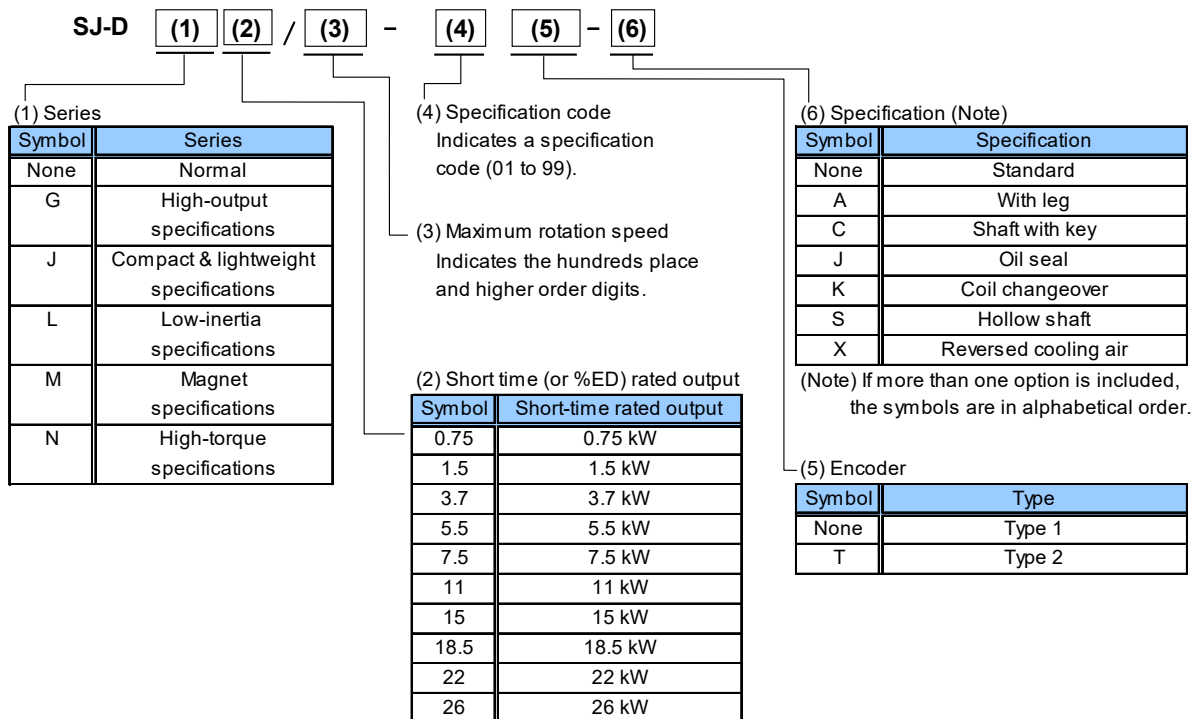 SJ-D (1) (2) / (3) – (4) (5) – (6)
(1) Series
Symbol Series
None Normal
G High-output
specifications
J Compact & lightweight
specifications
L Low-inertia
specifications
M Magnet
specifications
N High-torque
specifications
(4) Specification code
Indicates a specification
code (01 to 99).
(3) Maximum rotation speed
Indicates the hundreds place
and higher order digits.
(2) Short time (or %ED) rated output
Symbol Short-time rated output
0.75 0.75 kW
1.5 1.5 kW
3.7 3.7 kW
5.5 5.5 kW
7.5 7.5 kW
11 11 kW
15 15 kW
18.5 18.5 kW
22 22 kW
26 26 kW
(6) Specification (Note)
Symbol Specification
None Standard
A With leg
C Shaft with key
J Oil seal
K Coil changeover
S Hollow shaft
X Reversed cooling air
(Note) If more than one option is included,
the symbols are in alphabetical order.
(5) Encoder
Symbol Type
None Type 1
T Type 2